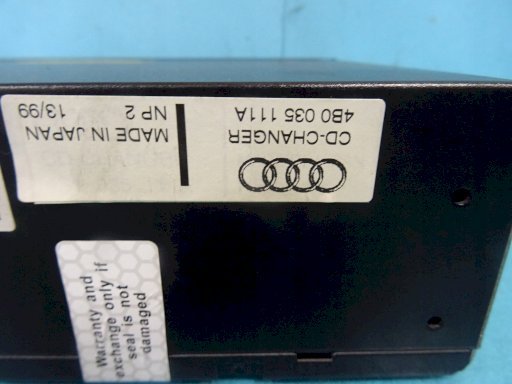 CD-CHANGER
4B0 035 111A
MADE IN JAPAN
NP 2
13/99
Warranty and
exchange only if
seal is not
damaged